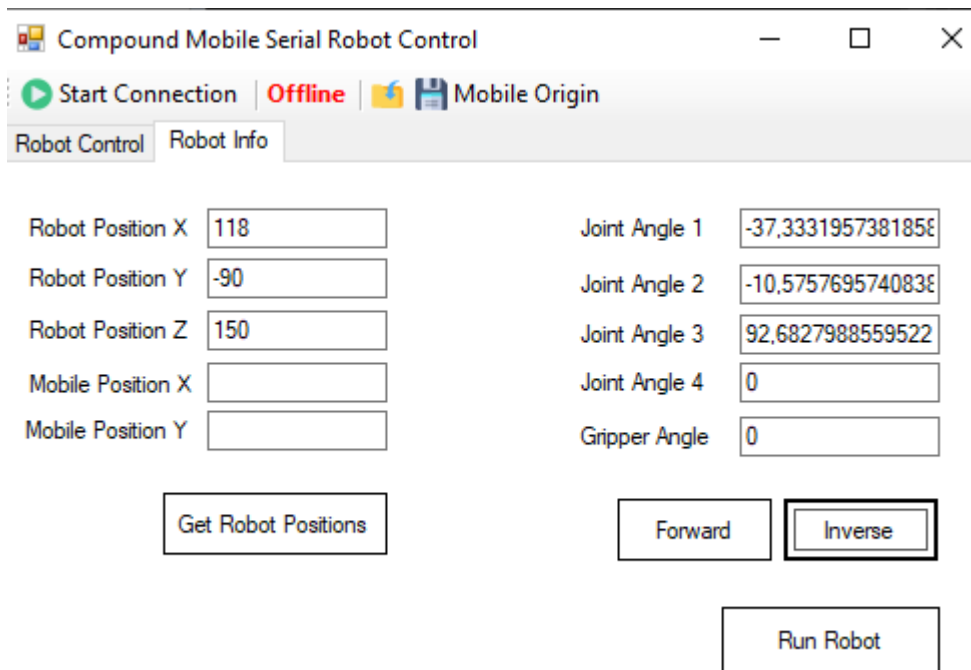 Compound Mobile Serial Robot Control
Start Connection Offline Mobile Origin
Robot Control Robot Info
Robot Position X 118 Joint Angle 1 -37,3331957381858
Robot Position Y -90 Joint Angle 2 -10,5757695740838
Robot Position Z 150 Joint Angle 3 92,6827988559522
Mobile Position X Joint Angle 4 0
Mobile Position Y Gripper Angle 0
Get Robot Positions Forward Inverse
Run Robot